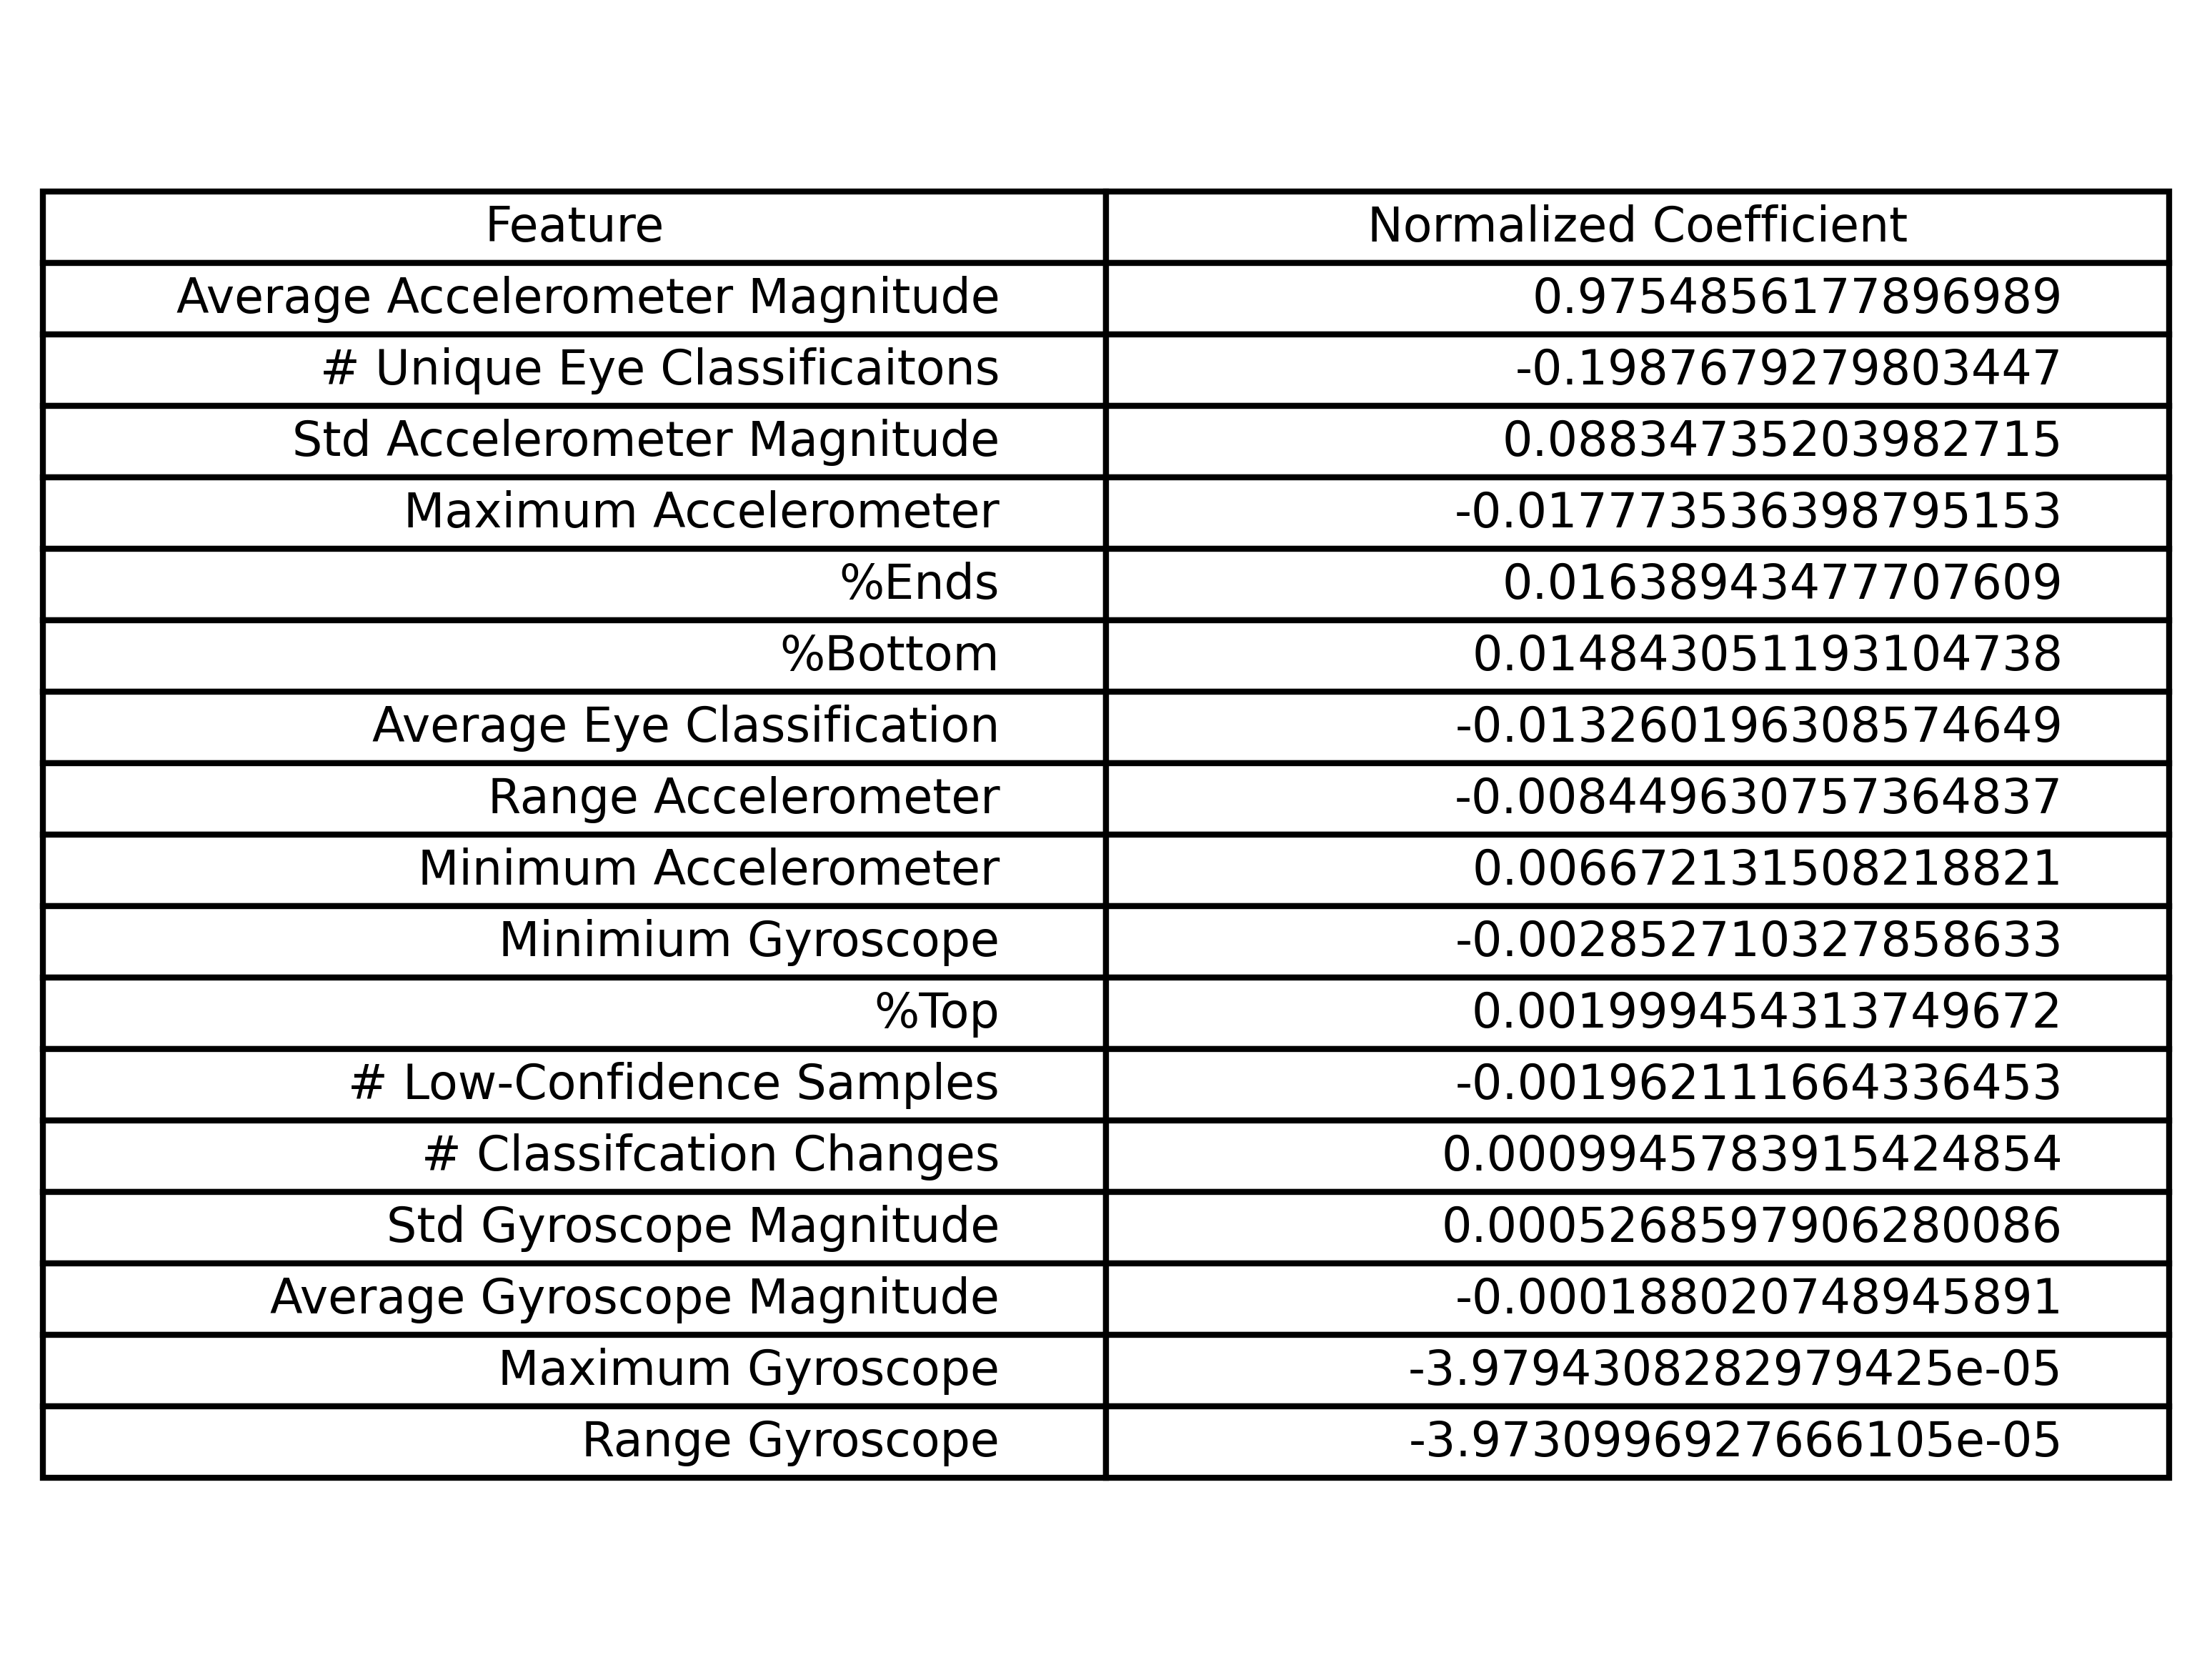 Feature Normalized Coefficient
Average Accelerometer Magnitude 0.9754856177896989
# Unique Eye Classificaitons -0.1987679279803447
Std Accelerometer Magnitude 0.08834735203982715
Maximum Accelerometer -0.017773536398795153
%Ends 0.01638943477707609
%Bottom 0.014843051193104738
Average Eye Classification -0.013260196308574649
Range Accelerometer -0.008449630757364837
Minimum Accelerometer 0.006672131508218821
Minimium Gyroscope -0.002852710327858633
%Top 0.001999454313749672
# Low-Confidence Samples -0.001962111664336453
# Classifcation Changes 0.0009945783915424854
Std Gyroscope Magnitude 0.0005268597906280086
Average Gyroscope Magnitude -0.000188020748945891
Maximum Gyroscope -3.9794308282979425e-05
Range Gyroscope -3.9730996927666105e-05